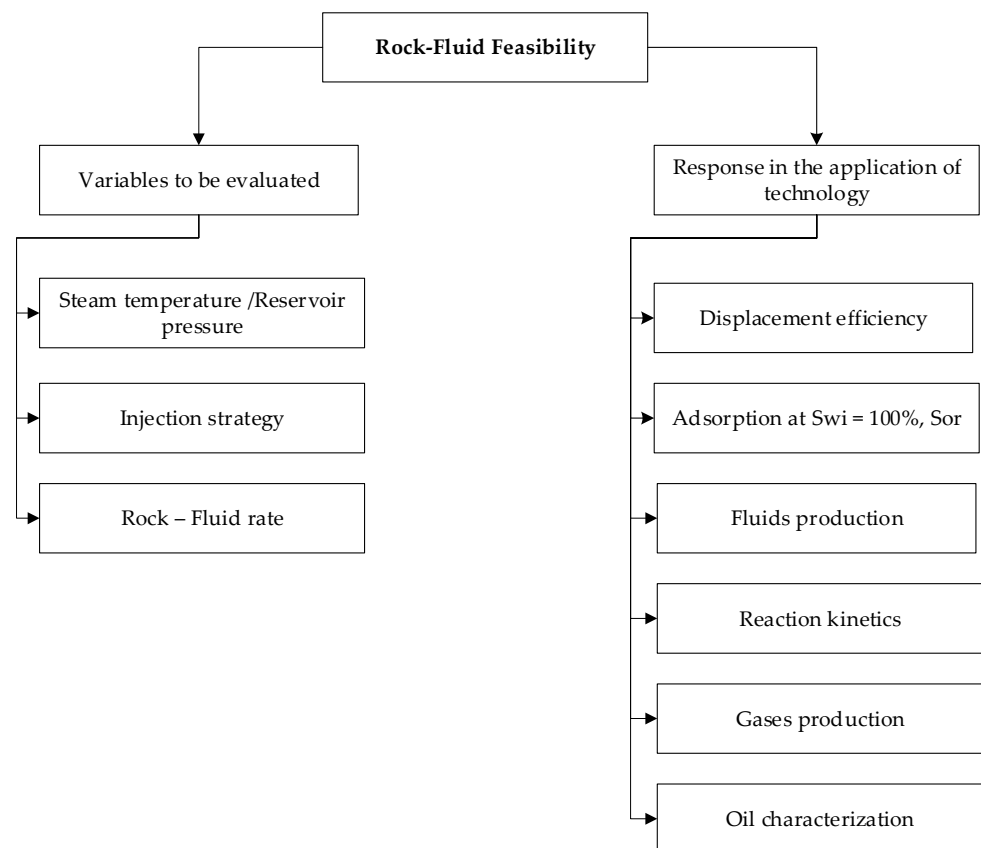 Rock-Fluid Feasibility
Variables to be evaluated
Steam temperature /Reservoir
pressure
Injection strategy
Rock – Fluid rate
Response in the application of
technology
Displacement efficiency
Adsorption at Swi = 100%, Sor
Fluids production
Reaction kinetics
Gases production
Oil characterization